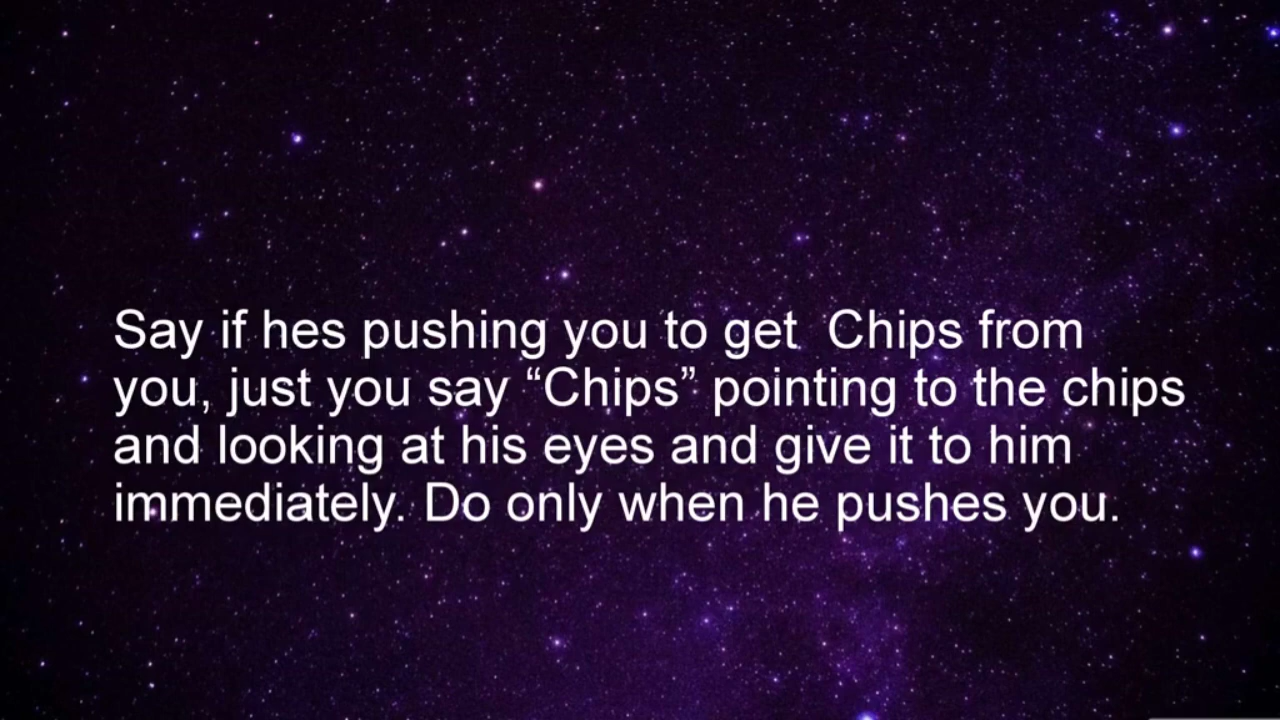 Say if hes pushing you to get  Chips from
you, just you say “Chips” pointing to the chips
and looking at his eyes and give it to him
immediately. Do only when he pushes you.